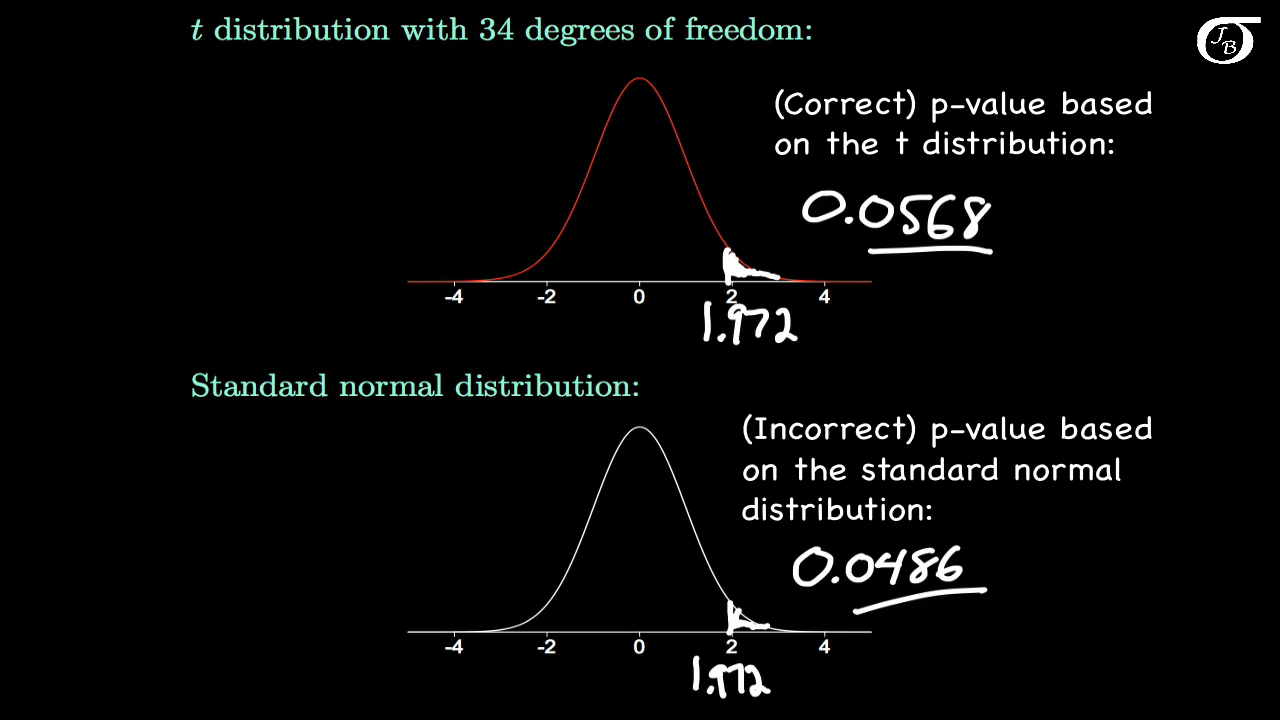 t distribution with 34 degrees of freedom:
JB
(Correct) p-value based
on the t distribution:
0.0568
-4 -2 0 2 4
1.972
Standard normal distribution:
(Incorrect) p-value based
on the standard normal
distribution:
0.0486
-4 -2 0 2 4
1.972